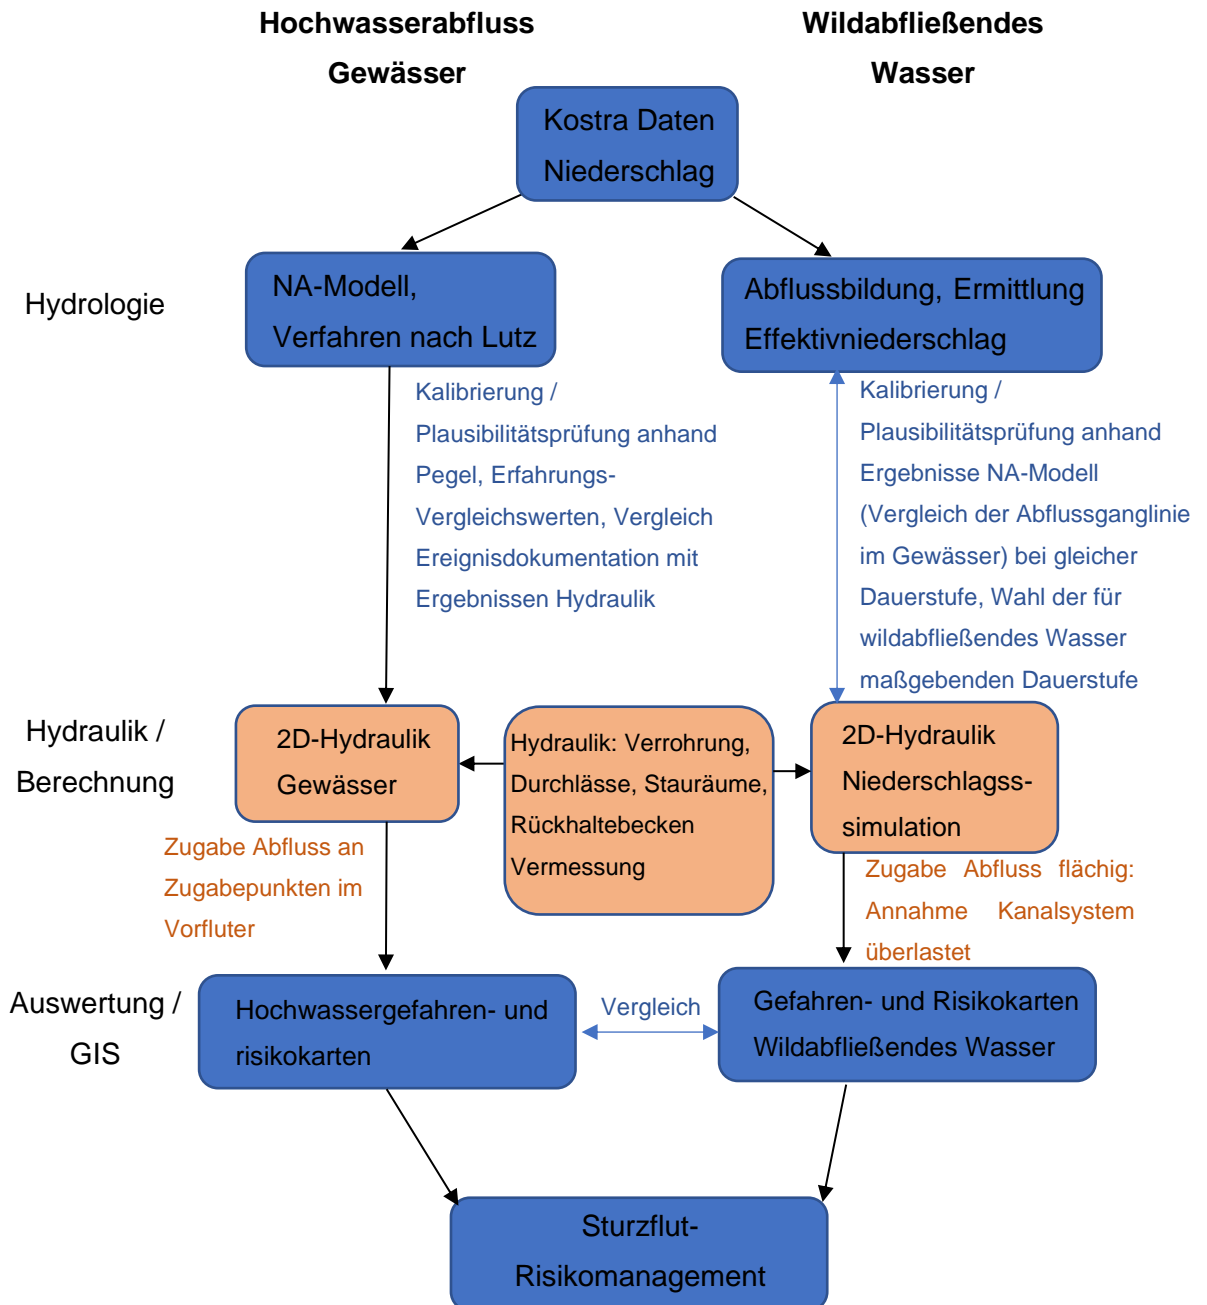 Hochwasserabfluss
Gewässer
Wildabfließendes
Wasser
Kostra Daten
Niederschlag
Hydrologie
NA-Modell,
Verfahren nach Lutz
Abflussbildung, Ermittlung
Effektivniederschlag
Kalibrierung /
Plausibilitätsprüfung anhand
Pegel, Erfahrungs-
Vergleichswerten, Vergleich
Ereignisdokumentation mit
Ergebnissen Hydraulik
Kalibrierung /
Plausibilitätsprüfung anhand
Ergebnisse NA-Modell
(Vergleich der Abflussganglinie
im Gewässer) bei gleicher
Dauerstufe, Wahl der für
wildabfließendes Wasser
maßgebenden Dauerstufe
Hydraulik /
Berechnung
2D-Hydraulik
Gewässer
Hydraulik: Verrohrung,
Durchlässe, Stauräume,
Rückhaltebecken
Vermessung
2D-Hydraulik
Niederschlagss-
simulation
Zugabe Abfluss an
Zugabepunkten im
Vorfluter
Zugabe Abfluss flächig:
Annahme Kanalsystem
überlastet
Auswertung /
GIS
Hochwassergefahren- und
risikokarten
Vergleich
Gefahren- und Risikokarten
Wildabfließendes Wasser
Sturzflut-
Risikomanagement